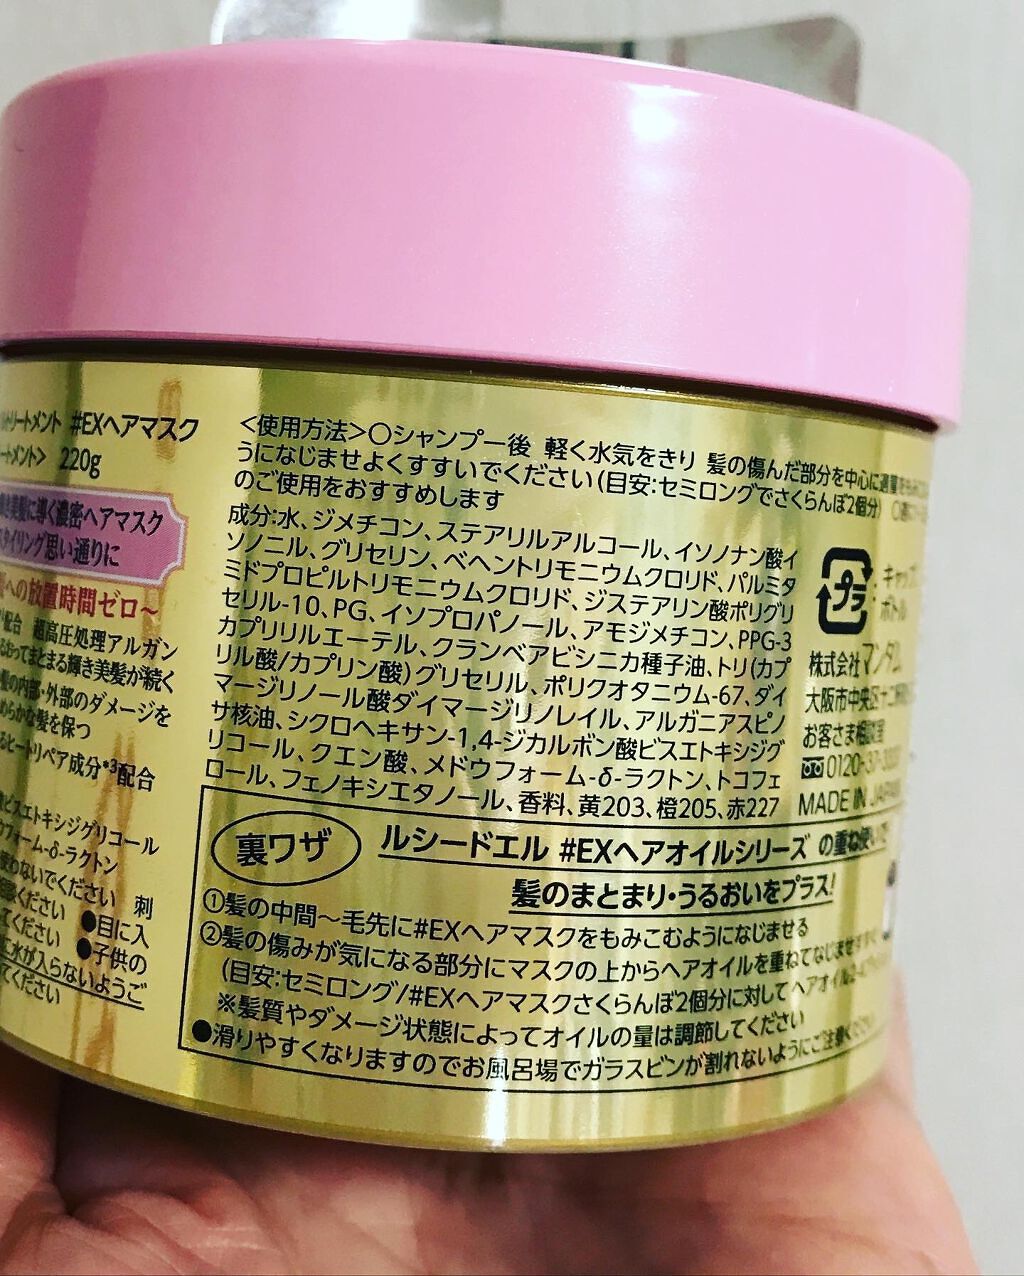 トリートメント #EXヘアマスク
ートメント> 220g
美髪に導く濃密ヘアマスク
スタイリング思い通りに
への放置時間ゼロ~
配合 超高圧処理アルガン
おってまとまる輝き美髪が続く
髪の内部・外部のダメージを
めらかな髪を保つ
るヒートリペア成分*3配合
ビスエトキシジグリコール
フォーム-δ-ラクトン
使わないでください 刺
ください ●目に入
てください ●子供の
に水が入らないようご
てください
<使用方法>○シャンプー後 軽く水気をきり 髪の傷んだ部分を中心に適量を
うになじませよくすすいでください(目安:セミロングでさくらんぼ2個分)
のご使用をおすすめします
成分:水、ジメチコン、ステアリルアルコール、イソノナン酸イ
ソノニル、グリセリン、ベヘントリモニウムクロリド、パルミタ
ミドプロピルトリモニウムクロリド、ジステアリン酸ポリグリ
セリル-10、PG、イソプロパノール、アモジメチコン、PPG-3
カプリリルエーテル、クランベアビシニカ種子油、トリ(カプ
リル酸/カプリン酸)グリセリル、ポリクオタニウム-67、ダイ
マージリノール酸ダイマージリノレイル、アルガニアスピノ
サ核油、シクロヘキサン-1,4-ジカルボン酸ビスエトキシジグ
リコール、クエン酸、メドウフォーム-δ-ラクトン、トコフェ
ロール、フェノキシエタノール、香料、黄203、橙205、赤227
プラ
:キャップ
ボトル
株式会社マンダム
大阪市中央区十二軒
お客さま相談室
0120-37-
MADE IN JAPAN
裏ワザ
ルシードエル #EXヘアオイルシリーズ の重ね使いで
髪のまとまり・うるおいをプラス!
①髪の中間~毛先に#EXヘアマスクをもみこむようになじませる
②髪の傷みが気になる部分にマスクの上からヘアオイルを重ねてなじませ
(目安:セミロング/#EXヘアマスクさくらんぼ2個分に対してヘアオイル
※髪質やダメージ状態によってオイルの量は調節してください
●滑りやすくなりますのでお風呂場でガラスビンが割れないようにご注意ください